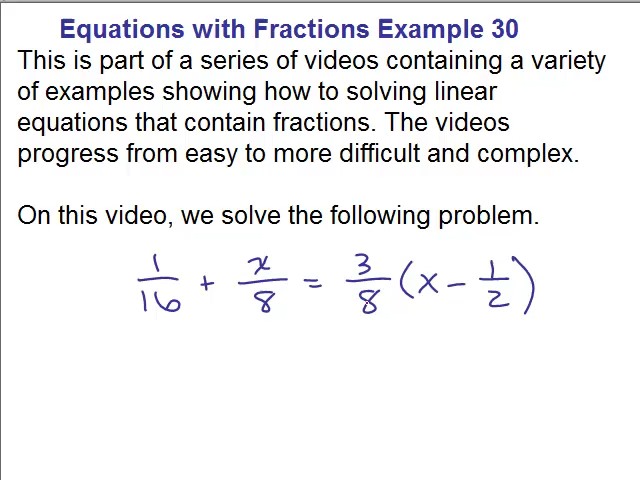 Equations with Fractions Example 30
This is part of a series of videos containing a variety
of examples showing how to solving linear
equations that contain fractions. The videos
progress from easy to more difficult and complex.
On this video, we solve the following problem.
1/16 + x/8 = 3/8 (x - 1/2)